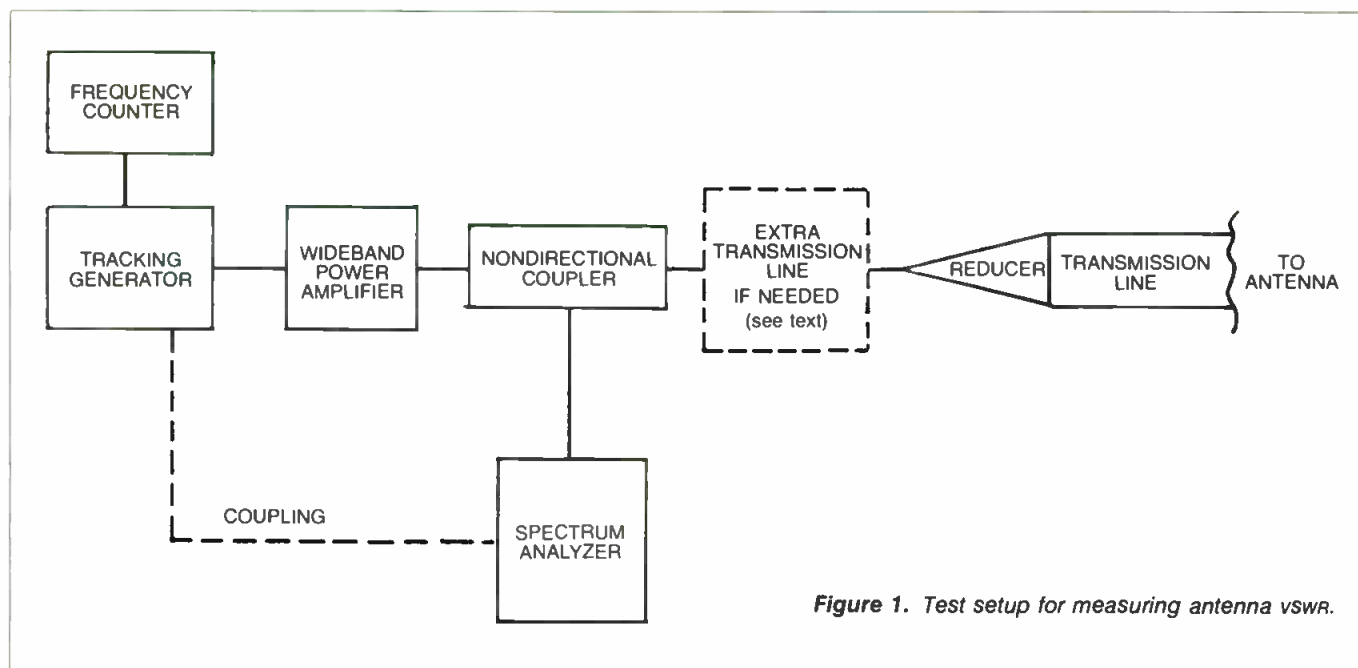 FREQUENCY
COUNTER
TRACKING
GENERATOR
WIDEBAND
POWER
AMPLIFIER
NONDIRECTIONAL
COUPLER
EXTRA
TRANSMISSION
LINE
IF NEEDED
(see text)
REDUCER
TRANSMISSION
LINE
TO
ANTENNA
COUPLING
SPECTRUM
ANALYZER
Figure 1. Test setup for measuring antenna VSWR.